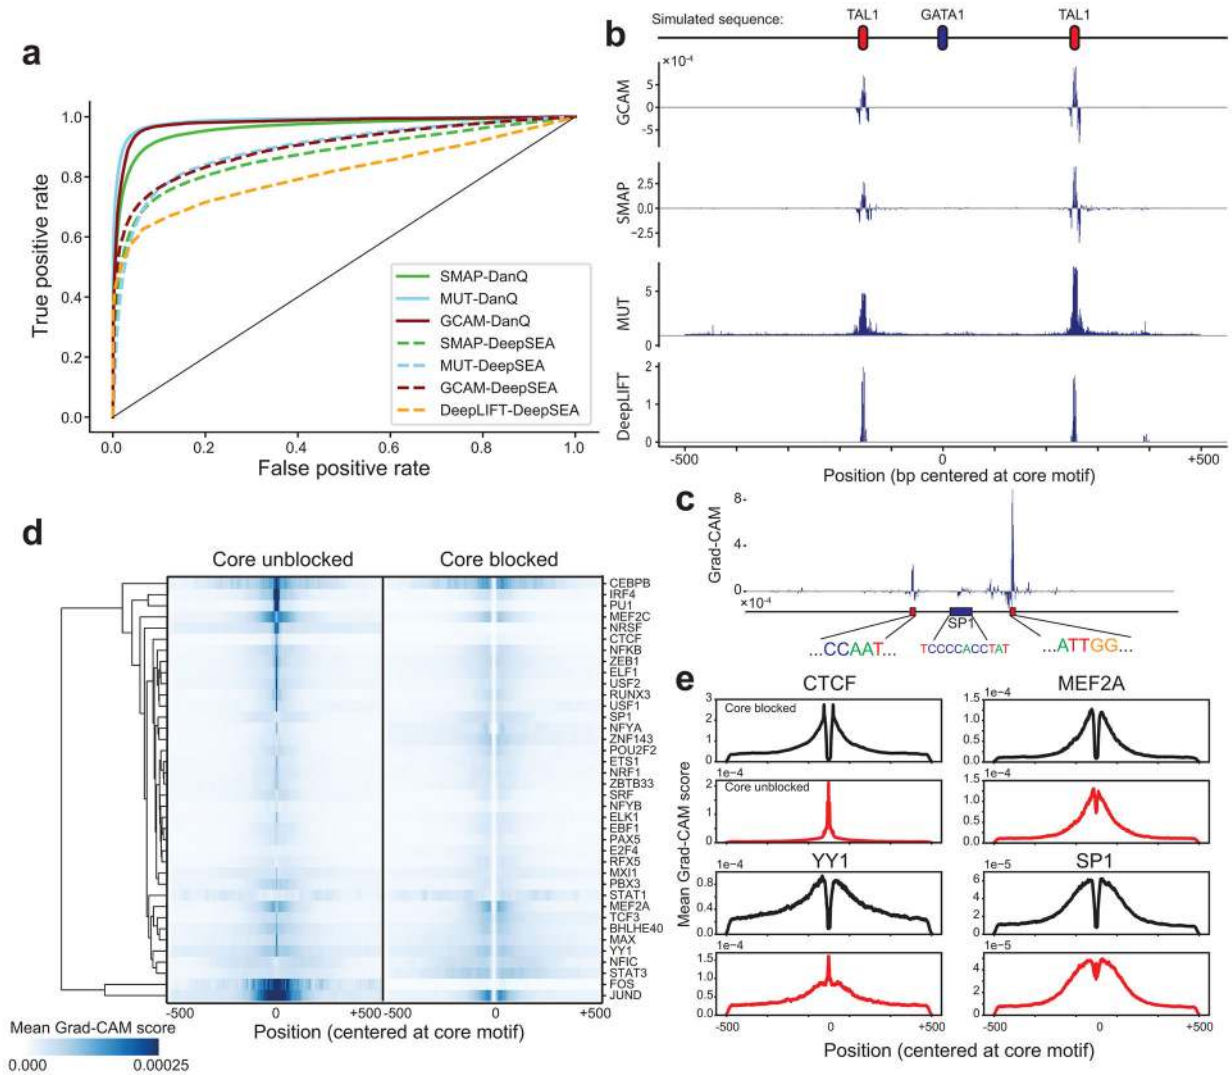 a
True positive rate
1.0
0.8
0.6
0.4
0.2
0.0
0.0 0.2 0.4 0.6 0.8 1.0
False positive rate
SMAP-DanQ
MUT-DanQ
GCAM-DanQ
SMAP-DeepSEA
MUT-DeepSEA
GCAM-DeepSEA
DeepLIFT-DeepSEA
b
Simulated sequence:
TAL1 GATA1 TAL1
×10⁻⁴
GCAM
5
0
-5
SMAP
2.5
0.0
-2.5
MUT
5
0
DeepLIFT
2
1
0
-500 0 +500
Position (bp centered at core motif)
c
Grad-CAM
8
4
0
×10⁻⁴
SP1
...CCAAT... TCCCCACCTAT ...ATTGG...
d
Core unblocked Core blocked
CEBPB
IRF4
PU1
MEF2C
NRSF
CTCF
NFKB
ZEB1
ELF1
USF2
RUNX3
USF1
SP1
NFYA
ZNF143
POU2F2
ETS1
NRF1
ZBTB33
SRF
NFYB
ELK1
EBF1
PAX5
E2F4
RFX5
MXI1
PBX3
STAT1
MEF2A
TCF3
BHLHE40
MAX
YY1
NFIC
STAT3
FOS
JUND
-500 +500 -500 +500
Position (centered at core motif)
Mean Grad-CAM score
0.000 0.00025
e
Mean Grad-CAM score
CTCF
3
2
1
0
Core blocked
1e-4
2
1
0
Core unblocked
MEF2A
1e-4
1.5
1.0
0.5
0.0
1e-4
1.5
1.0
0.5
0.0
YY1
1e-4
0.8
0.4
0.0
1e-4
1.5
1.0
0.5
0.0
-500 0 +500
SP1
1e-5
6
4
2
0
1e-5
4
2
0
-500 0 +500
Position (centered at core motif)